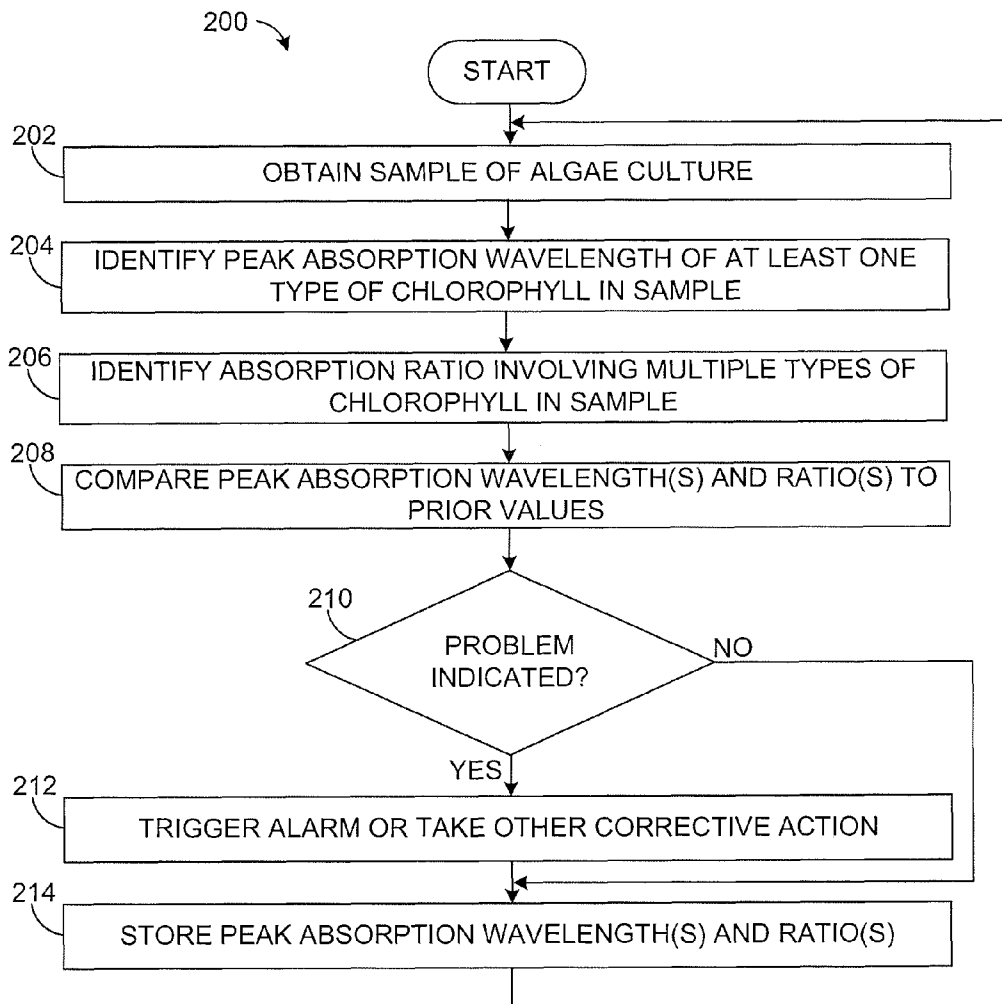 200
START
202
OBTAIN SAMPLE OF ALGAE CULTURE
204
IDENTIFY PEAK ABSORPTION WAVELENGTH OF AT LEAST ONE
TYPE OF CHLOROPHYLL IN SAMPLE
206
IDENTIFY ABSORPTION RATIO INVOLVING MULTIPLE TYPES OF
CHLOROPHYLL IN SAMPLE
208
COMPARE PEAK ABSORPTION WAVELENGTH(S) AND RATIO(S) TO
PRIOR VALUES
210
PROBLEM
INDICATED?
NO
YES
212
TRIGGER ALARM OR TAKE OTHER CORRECTIVE ACTION
214
STORE PEAK ABSORPTION WAVELENGTH(S) AND RATIO(S)